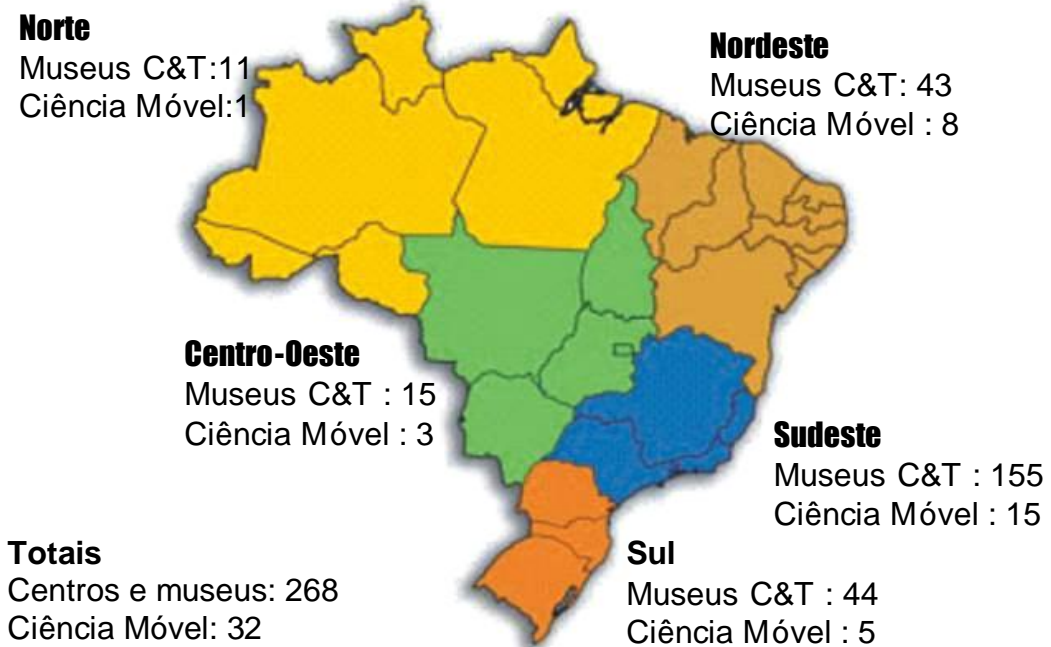 Norte
Museus C&T:11
Ciência Móvel:1
Nordeste
Museus C&T: 43
Ciência Móvel : 8
Centro-Oeste
Museus C&T : 15
Ciência Móvel : 3
Sudeste
Museus C&T : 155
Ciência Móvel : 15
Totais
Centros e museus: 268
Ciência Móvel: 32
Sul
Museus C&T : 44
Ciência Móvel : 5